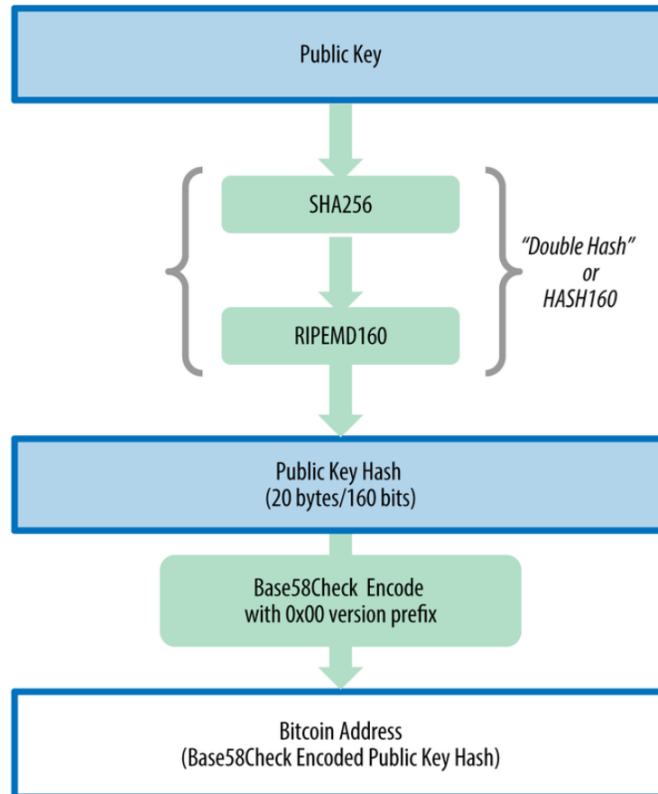 Public Key
SHA256
“Double Hash”
or
HASH160
RIPEMD160
Public Key Hash
(20 bytes/160 bits)
Base58Check Encode
with 0x00 version prefix
Bitcoin Address
(Base58Check Encoded Public Key Hash)